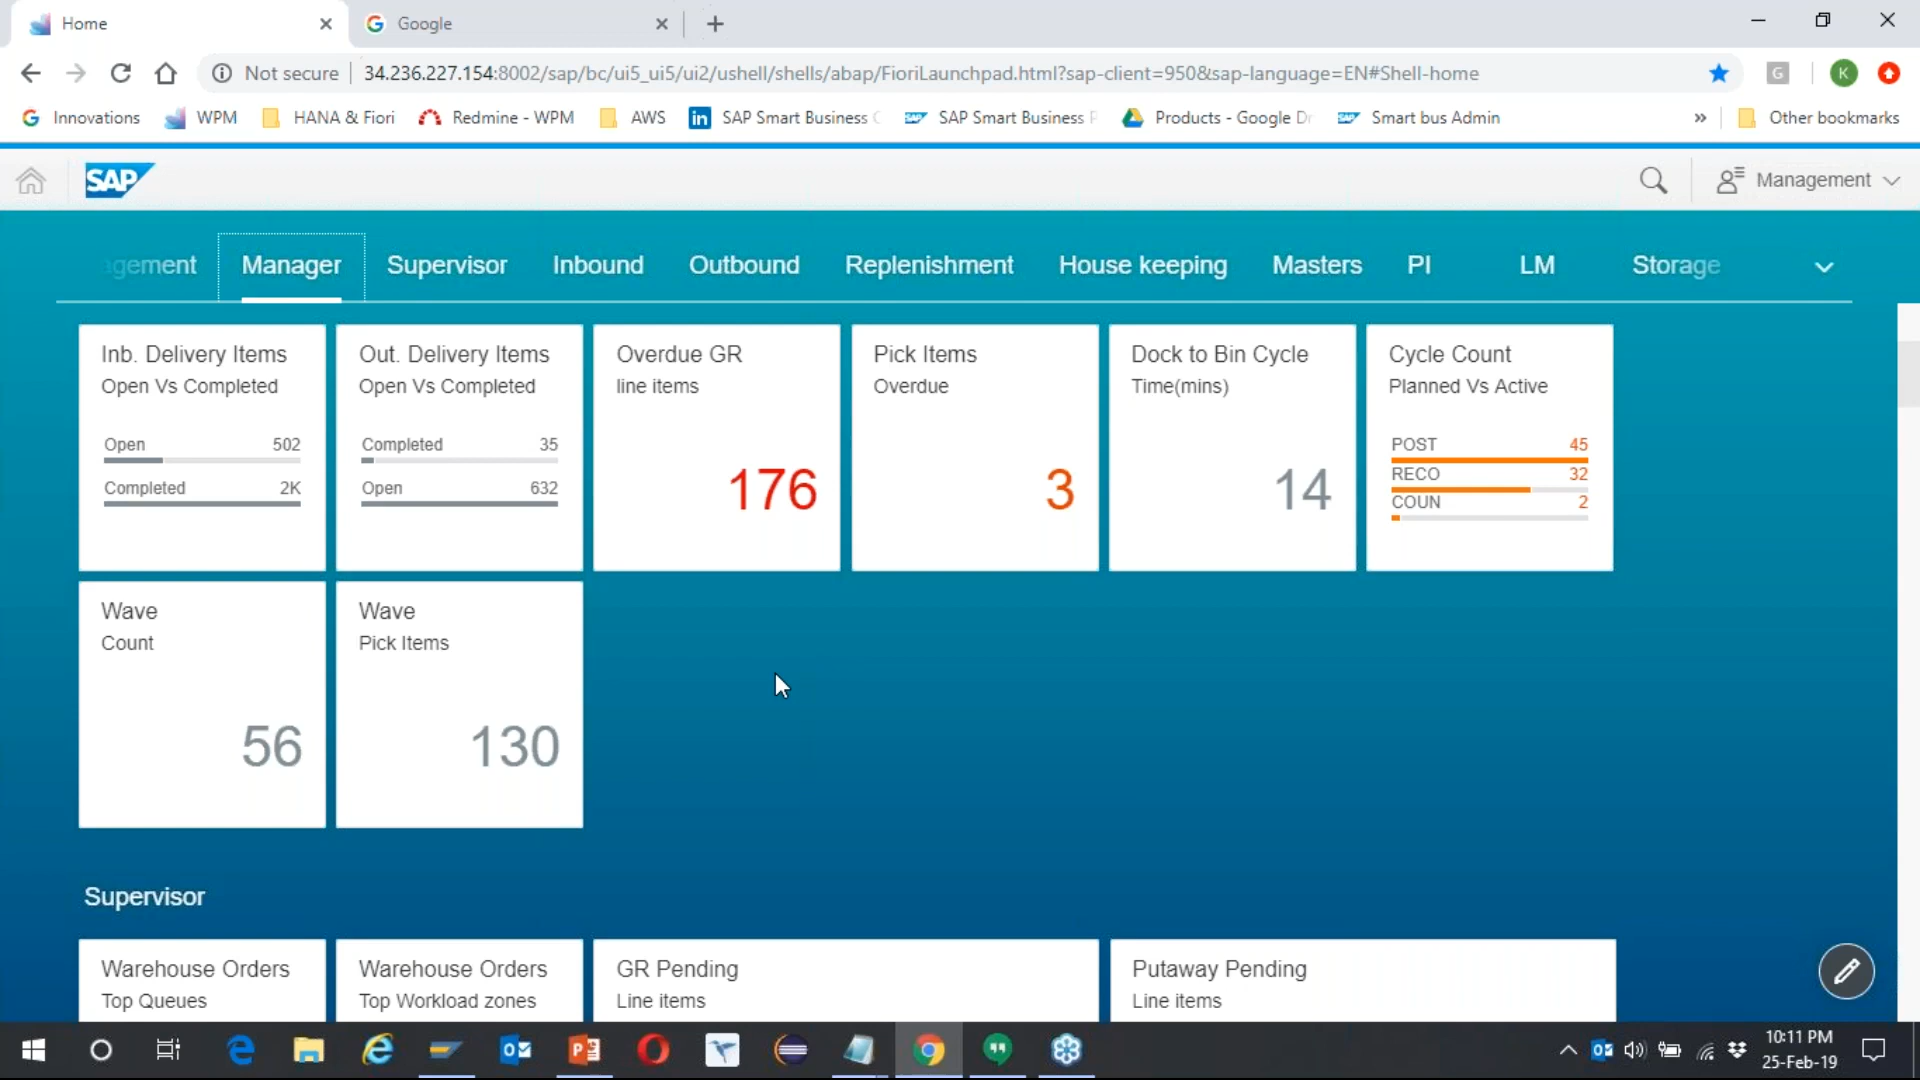 Home
Google
Not secure
34.236.227.154:8002/sap/bc/ui5_ui5/ui2/ushell/shells/abap/FioriLaunchpad.html?sap-client=950&sap-language=EN#Shell-home
G
K
Innovations
WPM
HANA & Fiori
Redmine - WPM
AWS
in
SAP Smart Business
SAP Smart Business
Products - Google Dr
Smart bus Admin
»
Other bookmarks
SAP
Management
agement
Manager
Supervisor
Inbound
Outbound
Replenishment
House keeping
Masters
PI
LM
Storage
Inb. Delivery Items
Open Vs Completed
Open 502
Completed 2K
Out. Delivery Items
Open Vs Completed
Completed 35
Open 632
Overdue GR
line items
176
Pick Items
Overdue
3
Dock to Bin Cycle
Time(mins)
14
Cycle Count
Planned Vs Active
POST 45
RECO 32
COUN 2
Wave
Count
56
Wave
Pick Items
130
Supervisor
Warehouse Orders
Top Queues
Warehouse Orders
Top Workload zones
GR Pending
Line items
Putaway Pending
Line items
10:11 PM
25-Feb-19